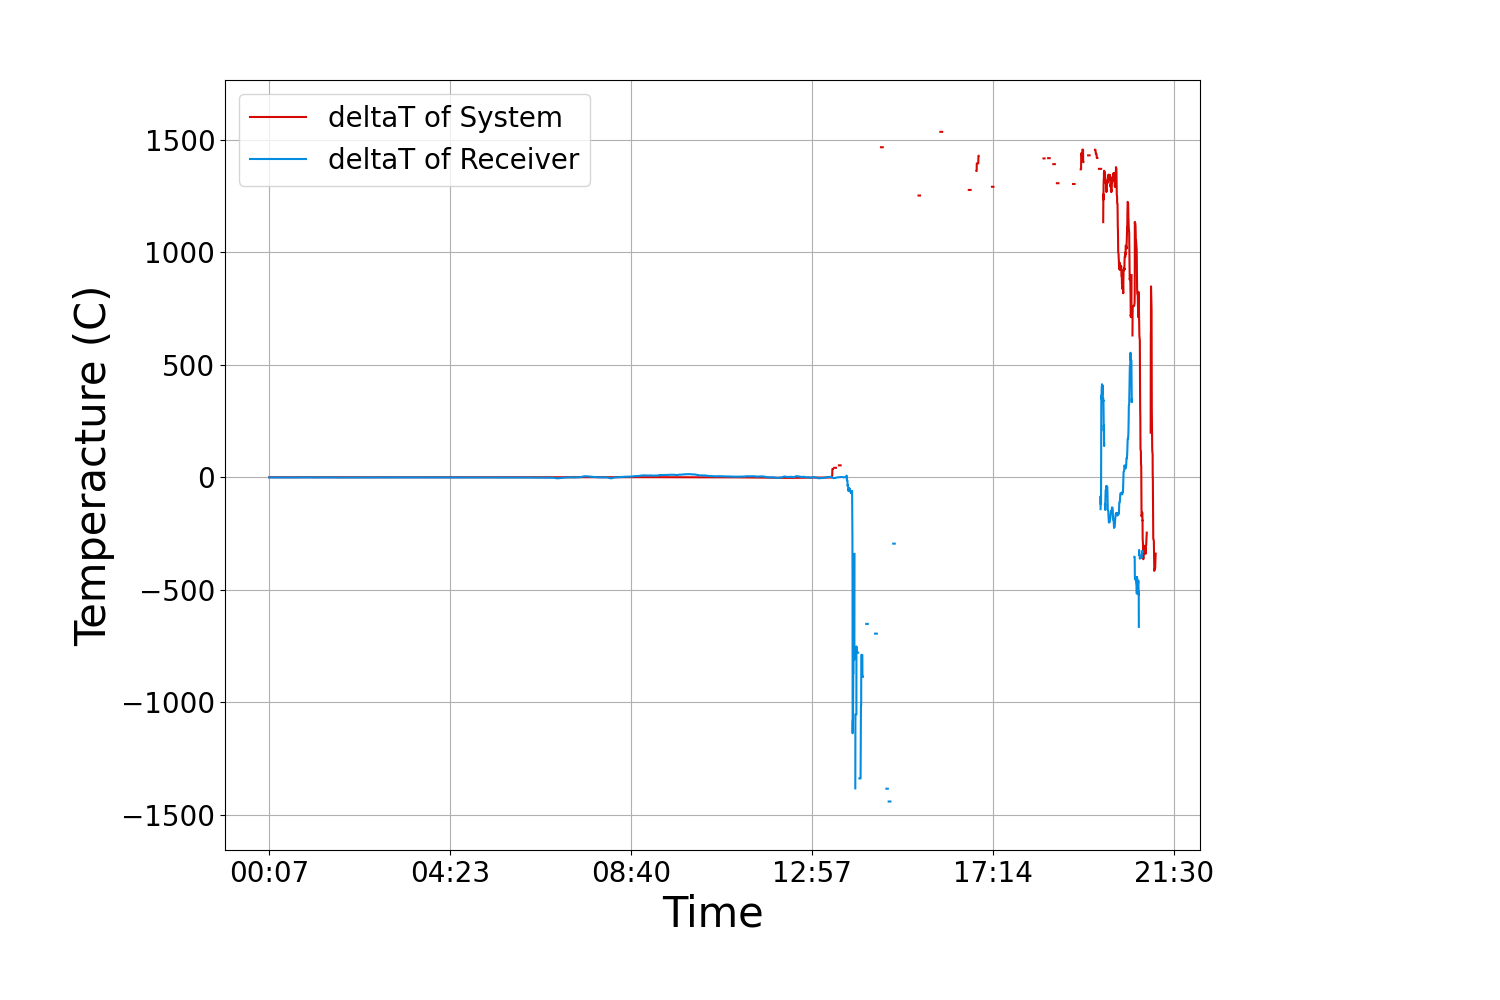 deltaT of System
deltaT of Receiver
1500
1000
500
0
−500
−1000
−1500
Temperacture (C)
00:07 04:23 08:40 12:57 17:14 21:30
Time